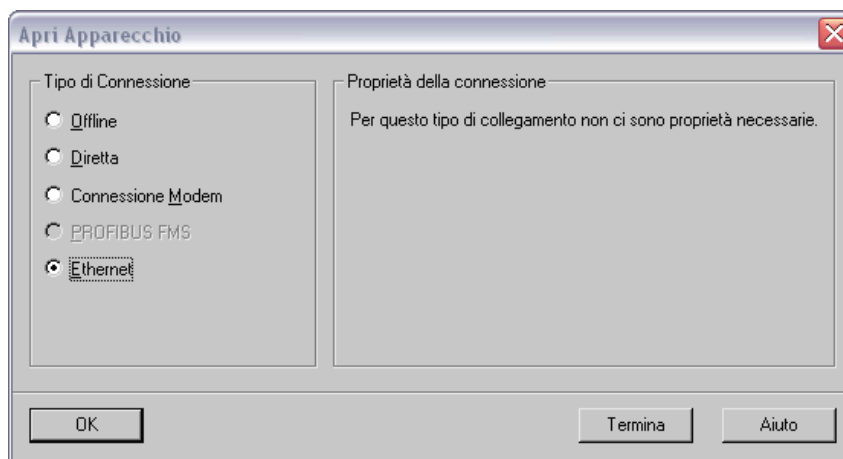 Apri Apparecchio
Tipo di Connessione
Offline
Diretta
Connessione Modem
PROFIBUS FMS
Ethernet
Proprietà della connessione
Per questo tipo di collegamento non ci sono proprietà necessarie.
OK
Termina
Aiuto